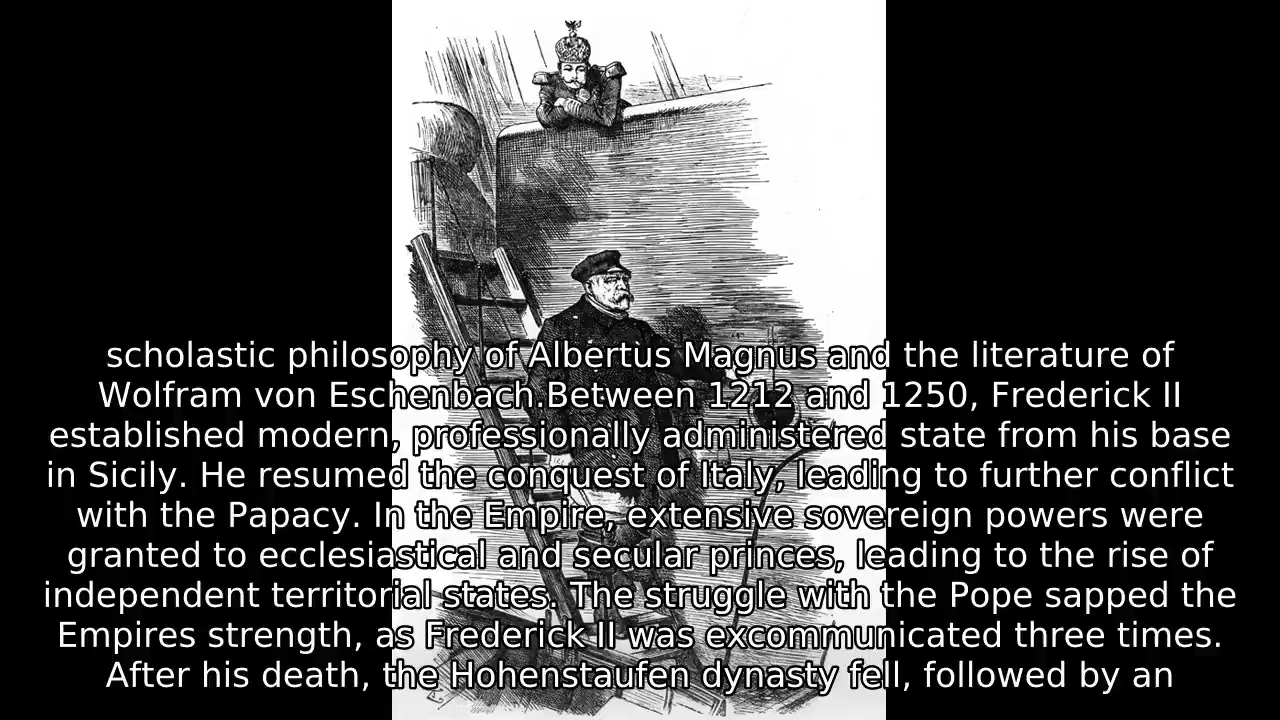 scholastic philosophy of Albertus Magnus and the literature of
Wolfram von Eschenbach.Between 1212 and 1250, Frederick II
established modern, professionally administered state from his base
in Sicily. He resumed the conquest of Italy, leading to further conflict
with the Papacy. In the Empire, extensive sovereign powers were
granted to ecclesiastical and secular princes, leading to the rise of
independent territorial states. The struggle with the Pope sapped the
Empires strength, as Frederick II was excommunicated three times.
After his death, the Hohenstaufen dynasty fell, followed by an